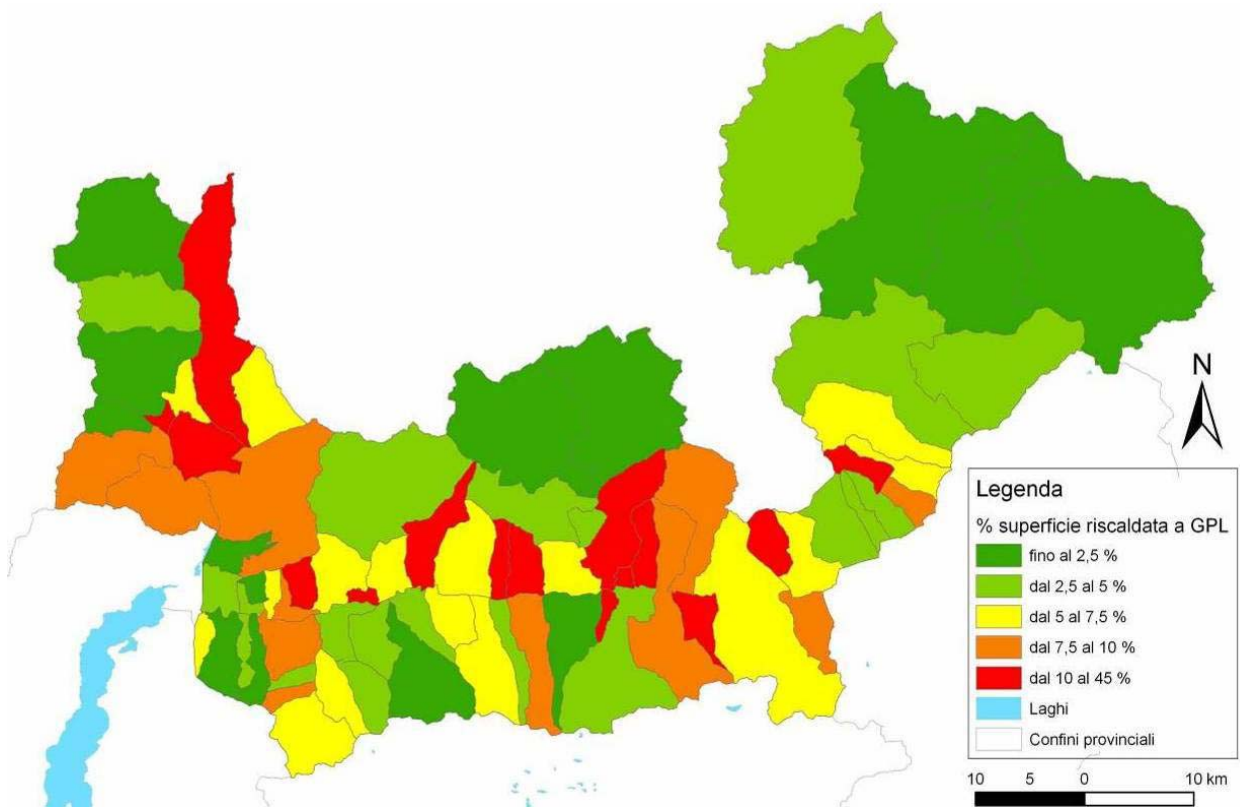 N
Legenda
% superficie riscaldata a GPL
fino al 2,5 %
dal 2,5 al 5 %
dal 5 al 7,5 %
dal 7,5 al 10 %
dal 10 al 45 %
Laghi
Confini provinciali
10 5 0 10 km